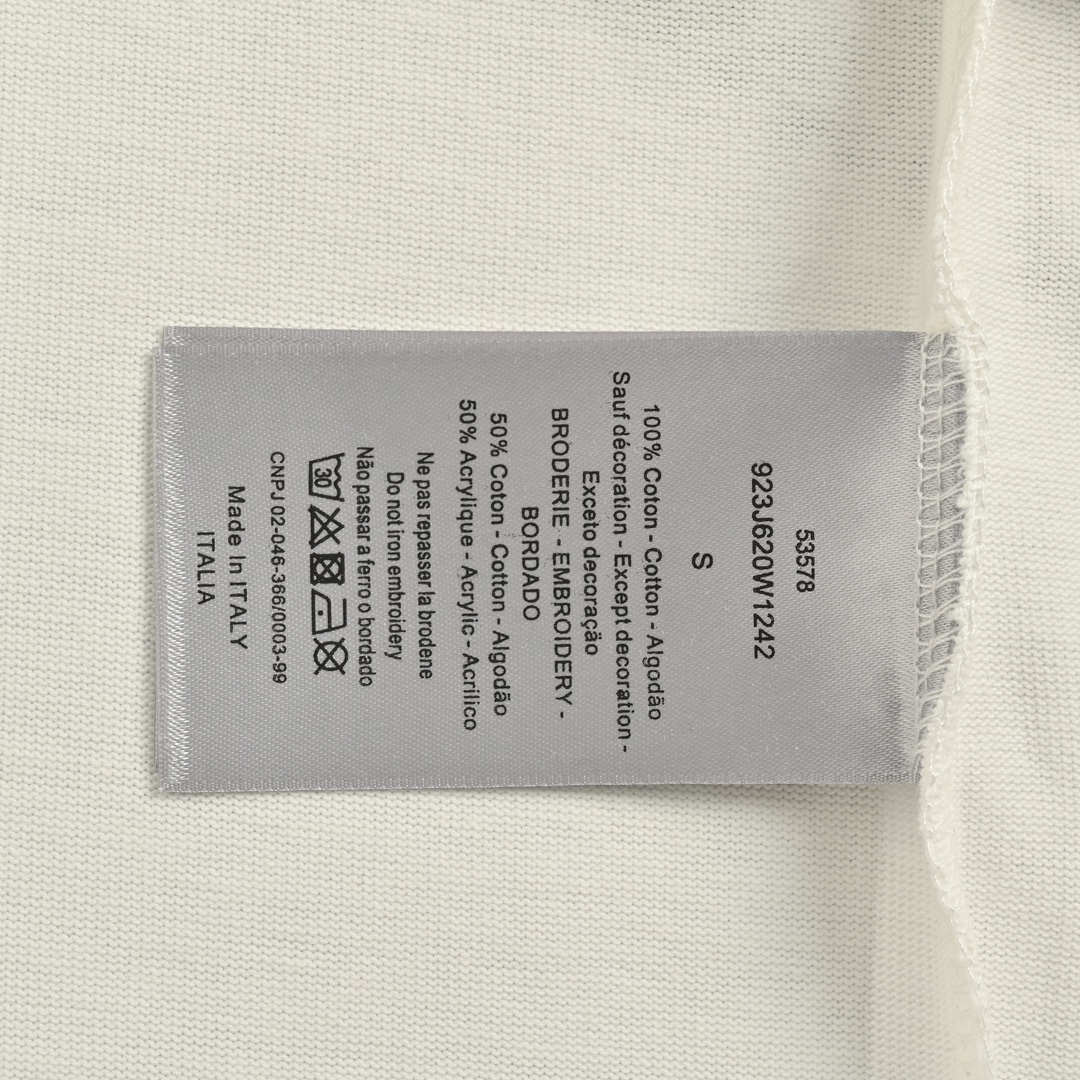 53578
923J620W1242
S
100% Coton - Cotton - Algodão
Sauf décoration - Except decoration -
Exceto decoração
BRODERIE - EMBROIDERY -
BORDADO
50% Coton - Cotton - Algodão
50% Acrylique - Acrylic - Acrilico
Ne pas repasser la brodene
Do not iron embroidery
Não passar a ferro o bordado
30
CNPJ 02-046-366/0003-99
Made In ITALY
ITALIA